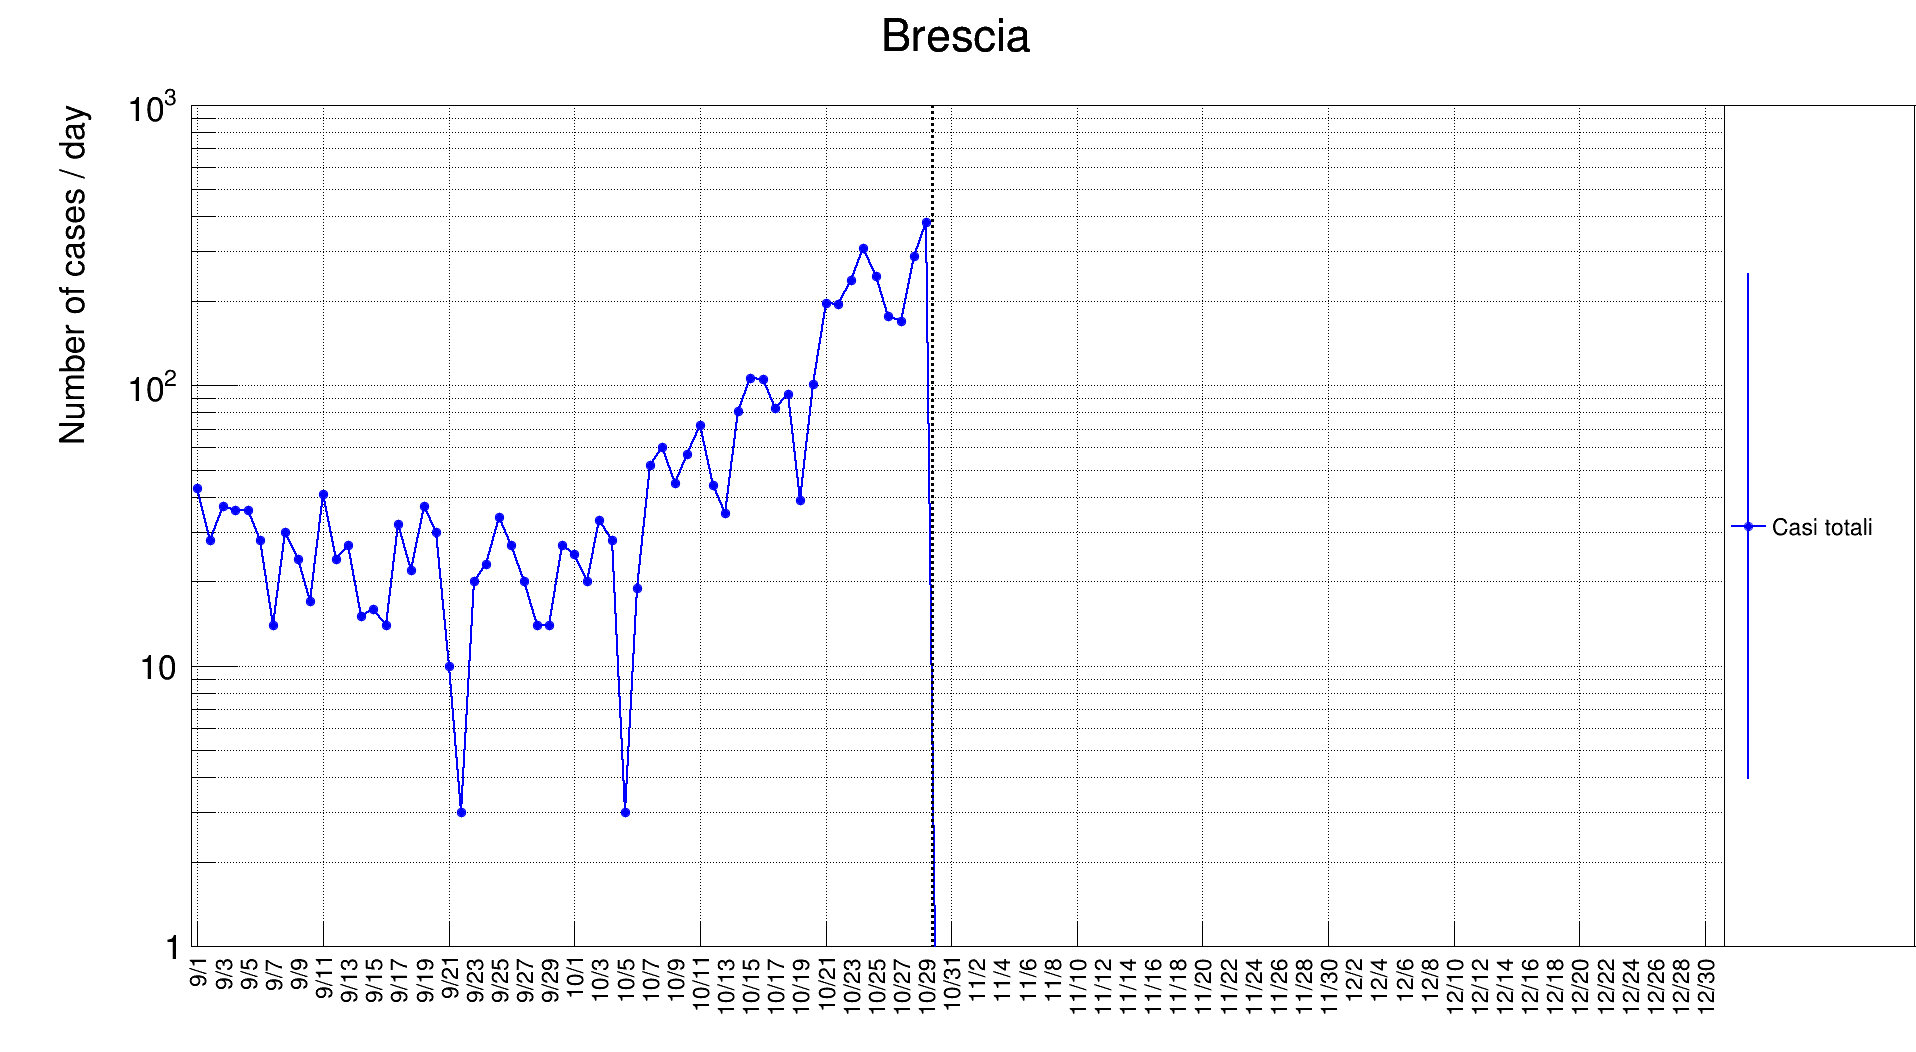 Brescia
Number of cases / day
10³
10²
10
1
9/1 9/3 9/5 9/7 9/9 9/11 9/13 9/15 9/17 9/19 9/21 9/23 9/25 9/27 9/29 10/1 10/3 10/5 10/7 10/9 10/11 10/13 10/15 10/17 10/19 10/21 10/23 10/25 10/27 10/29 10/31 11/2 11/4 11/6 11/8 11/10 11/12 11/14 11/16 11/18 11/20 11/22 11/24 11/26 11/28 11/30 12/2 12/4 12/6 12/8 12/10 12/12 12/14 12/16 12/18 12/20 12/22 12/24 12/26 12/28 12/30
Casi totali